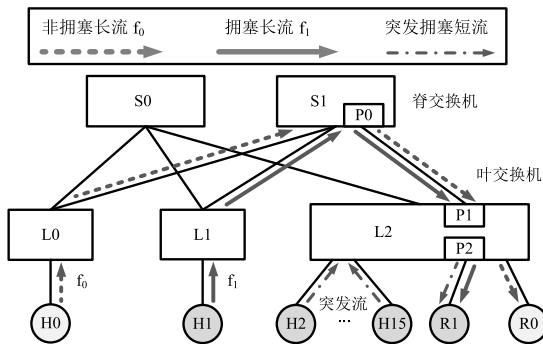 非拥塞长流 f0 拥塞长流 f1 突发拥塞短流
S0 S1 脊交换机
P0
叶交换机
P1
L0 L1 L2
P2
f0 f1
突发流
H0 H1 H2 ... H15 R1 R0